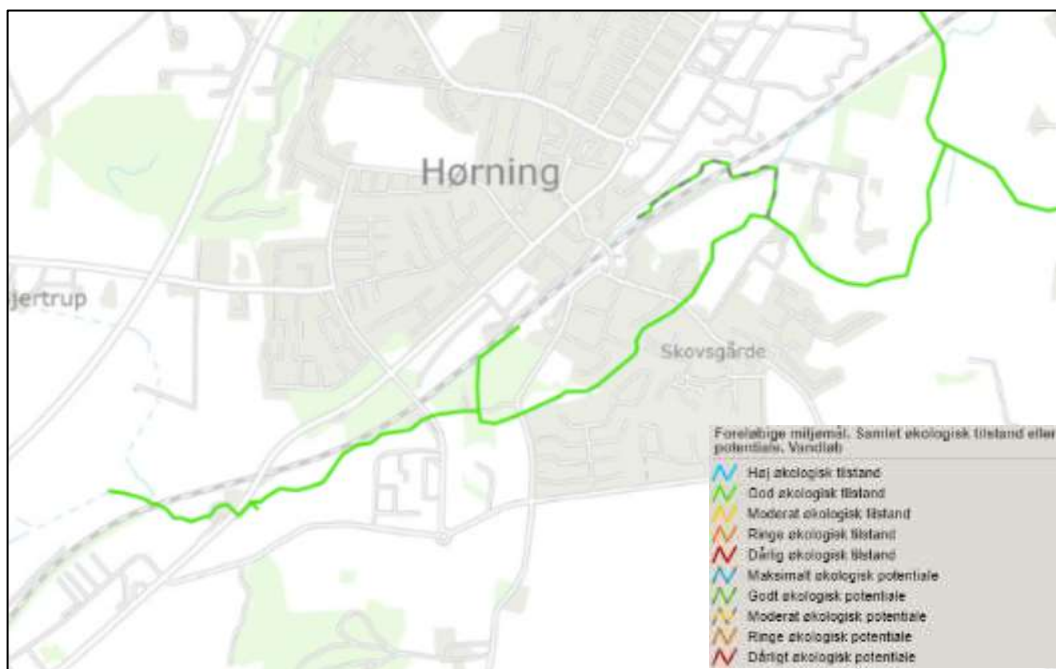 Hørning
jertrup
Skovsgårde
Foreløbige miljømål. Samlet økologisk tilstand eller
potentiale. Vandløb
Høj økologisk tilstand
God økologisk tilstand
Moderat økologisk tilstand
Ringe økologisk tilstand
Dårlig økologisk tilstand
Maksimalt økologisk potentiale
Godt økologisk potentiale
Moderat økologisk potentiale
Ringe økologisk potentiale
Dårligt økologisk potentiale